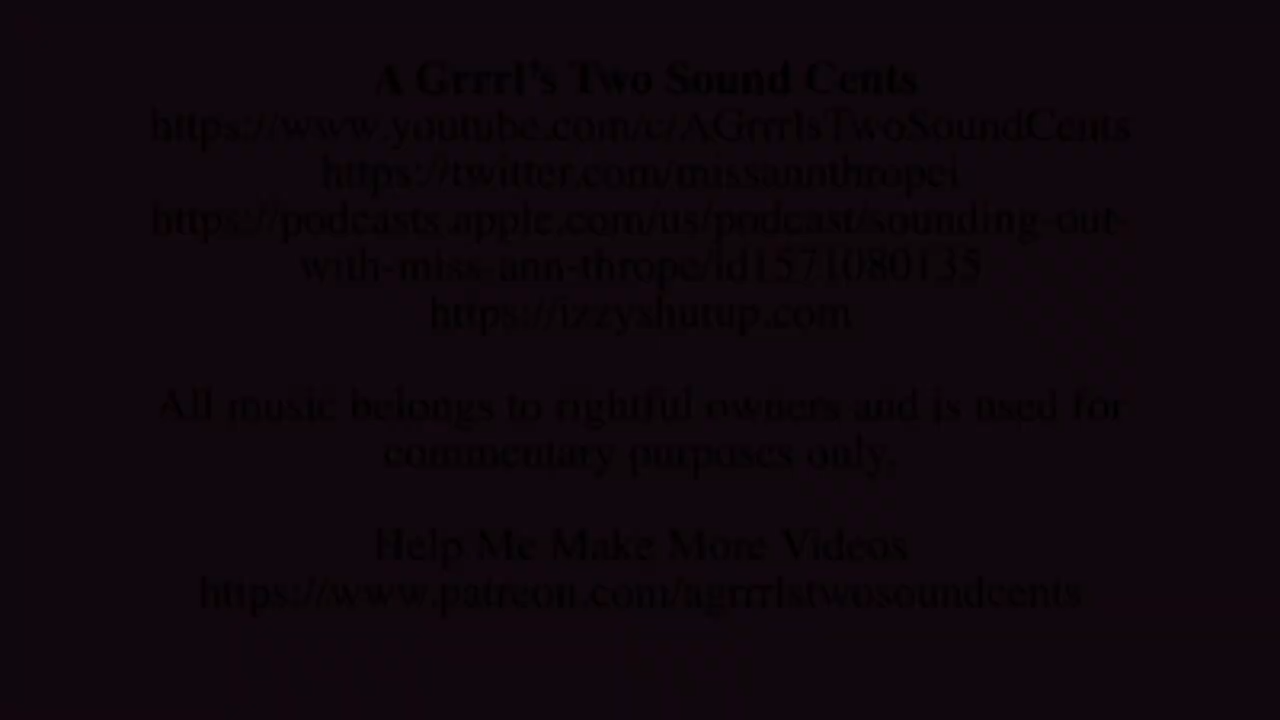 A Grrrl's Two Sound Cents
https://www.youtube.com/c/AGrrrlsTwoSoundCents
https://twitter.com/missannthropei
https://podcasts.apple.com/us/podcast/sounding-out-
with-miss-ann-thrope/id1571080135
https://izzyshutup.com
All music belongs to rightful owners and is used for
commentary purposes only.
Help Me Make More Videos
https://www.patreon.com/agrrrlstwosoundcents